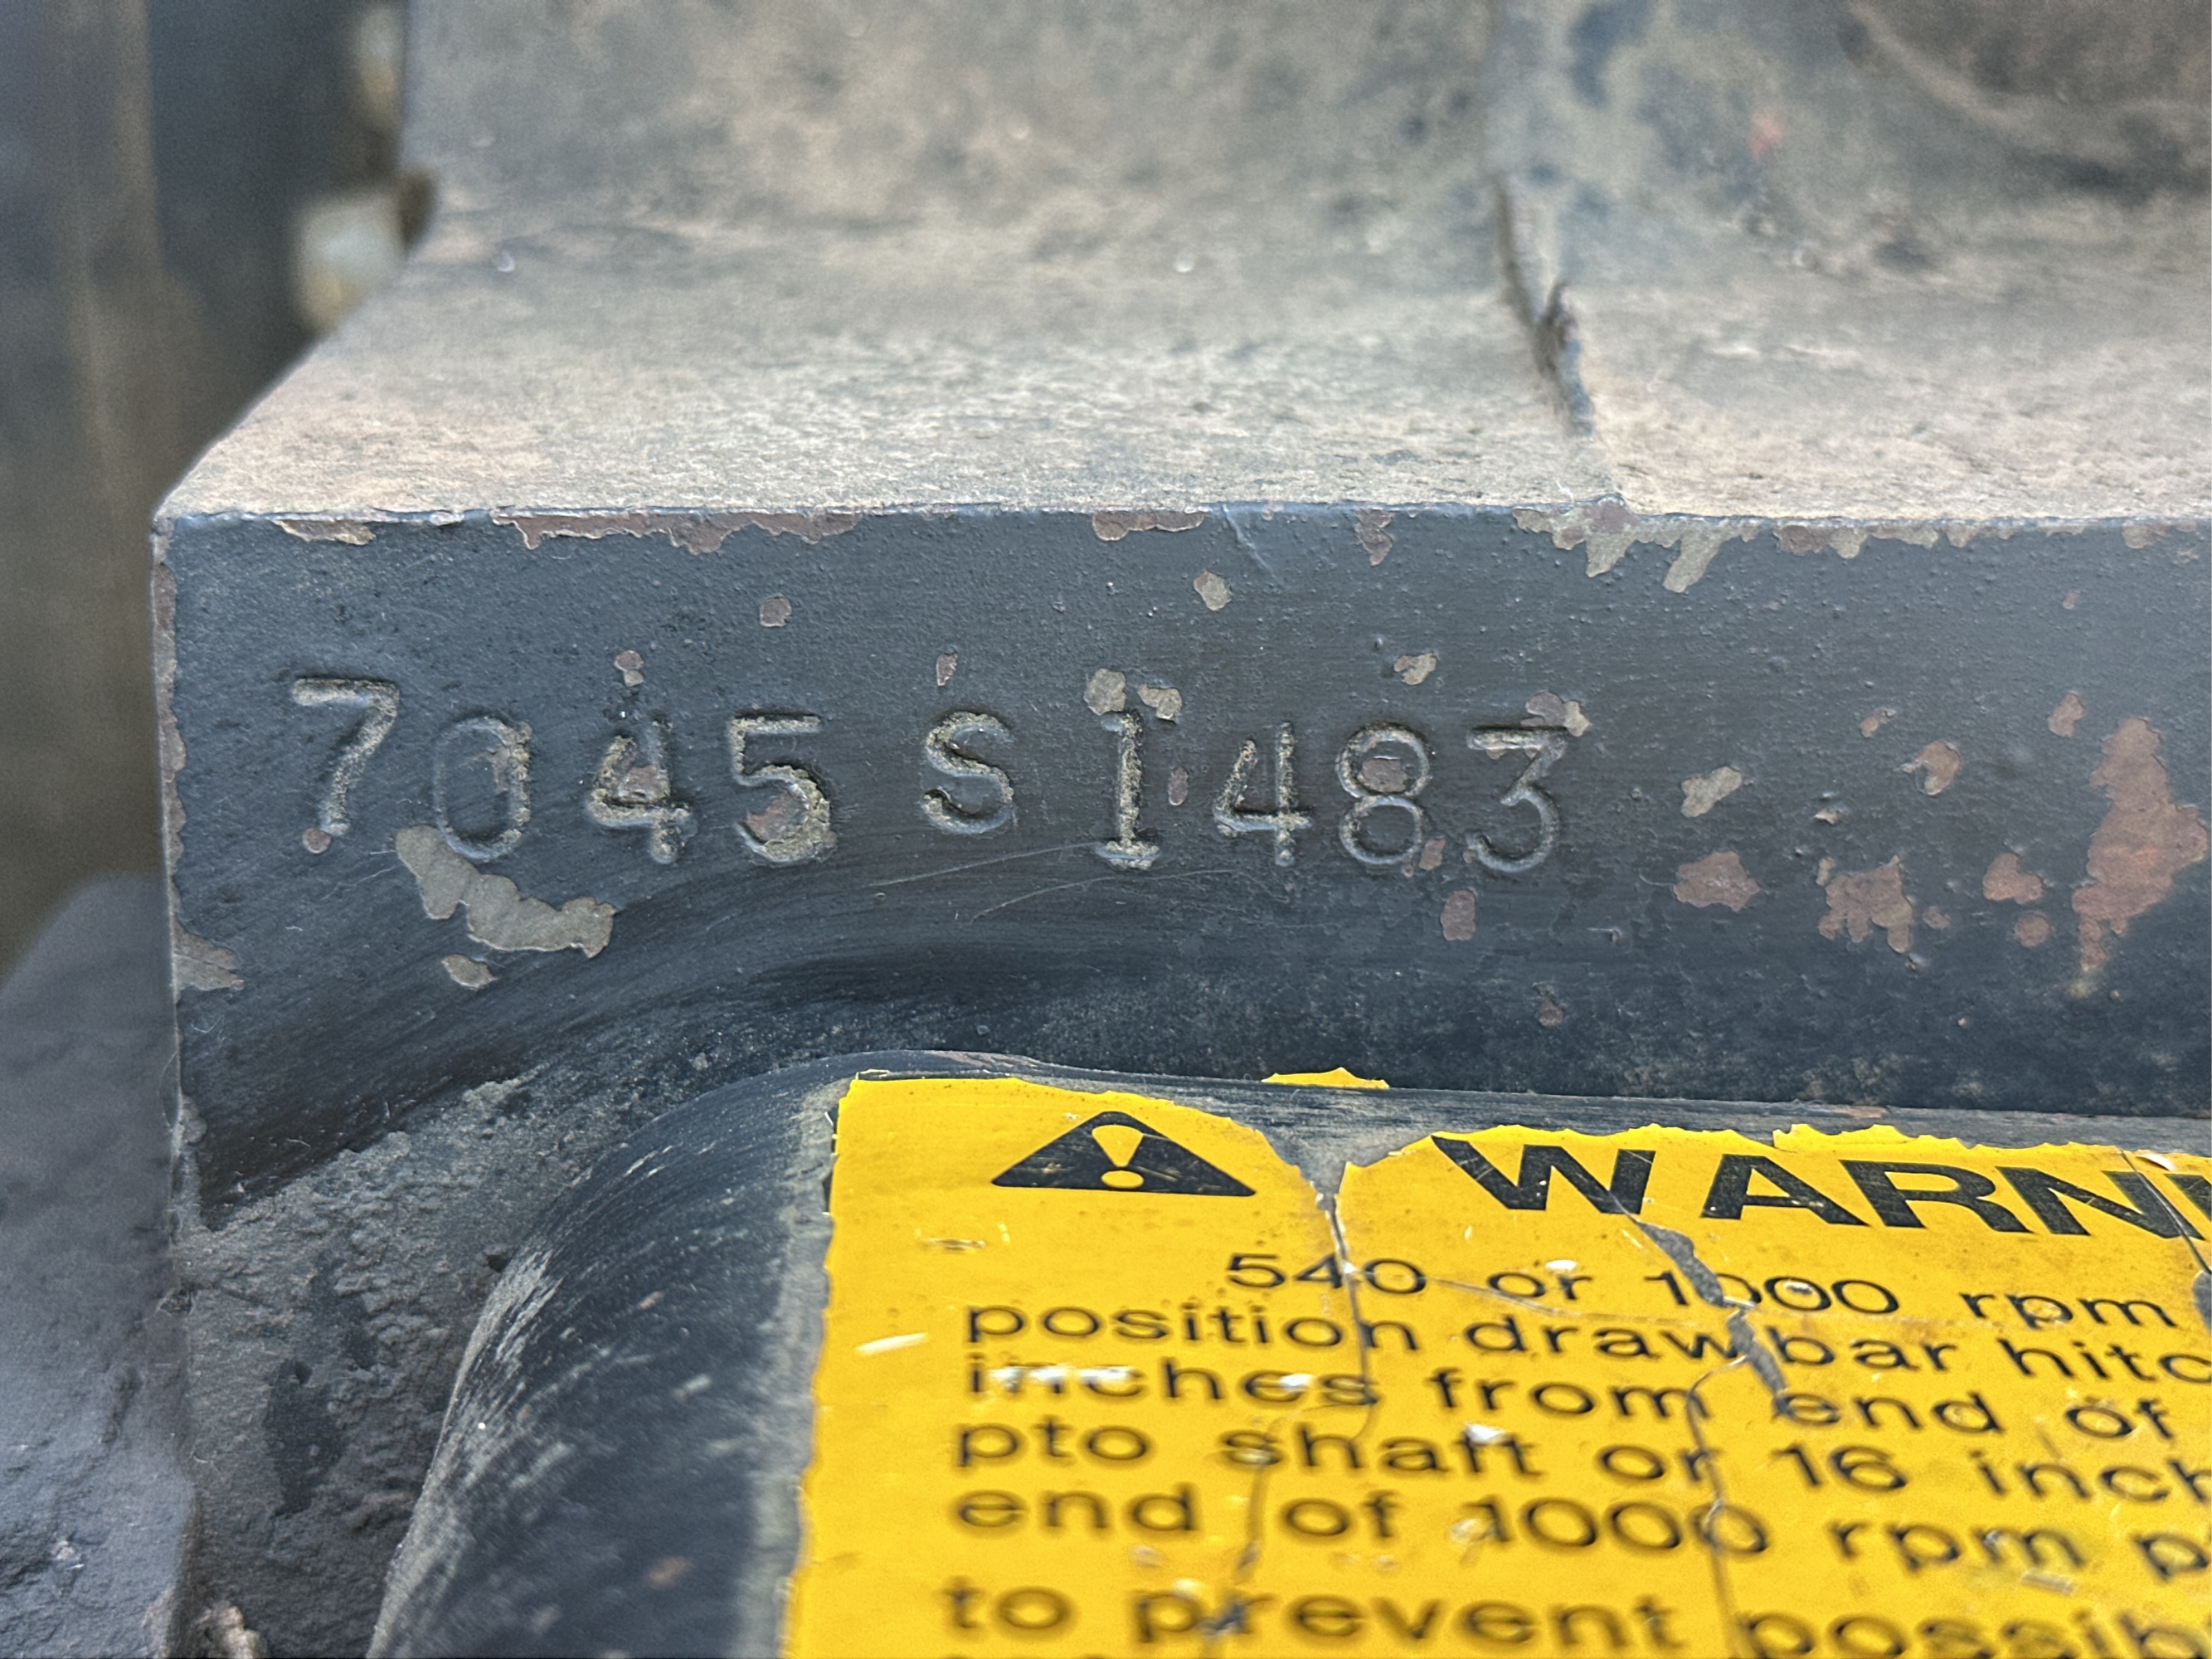 7045 S 1483
WARN
540 or 1000 rpm
position drawbar hitc
inches from end of
pto shaft or 16 inch
end of 1000 rpm p
to prevent possib